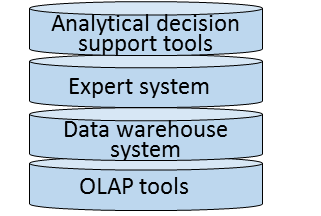 Analytical decision
support tools
Expert system
Data warehouse
system
OLAP tools